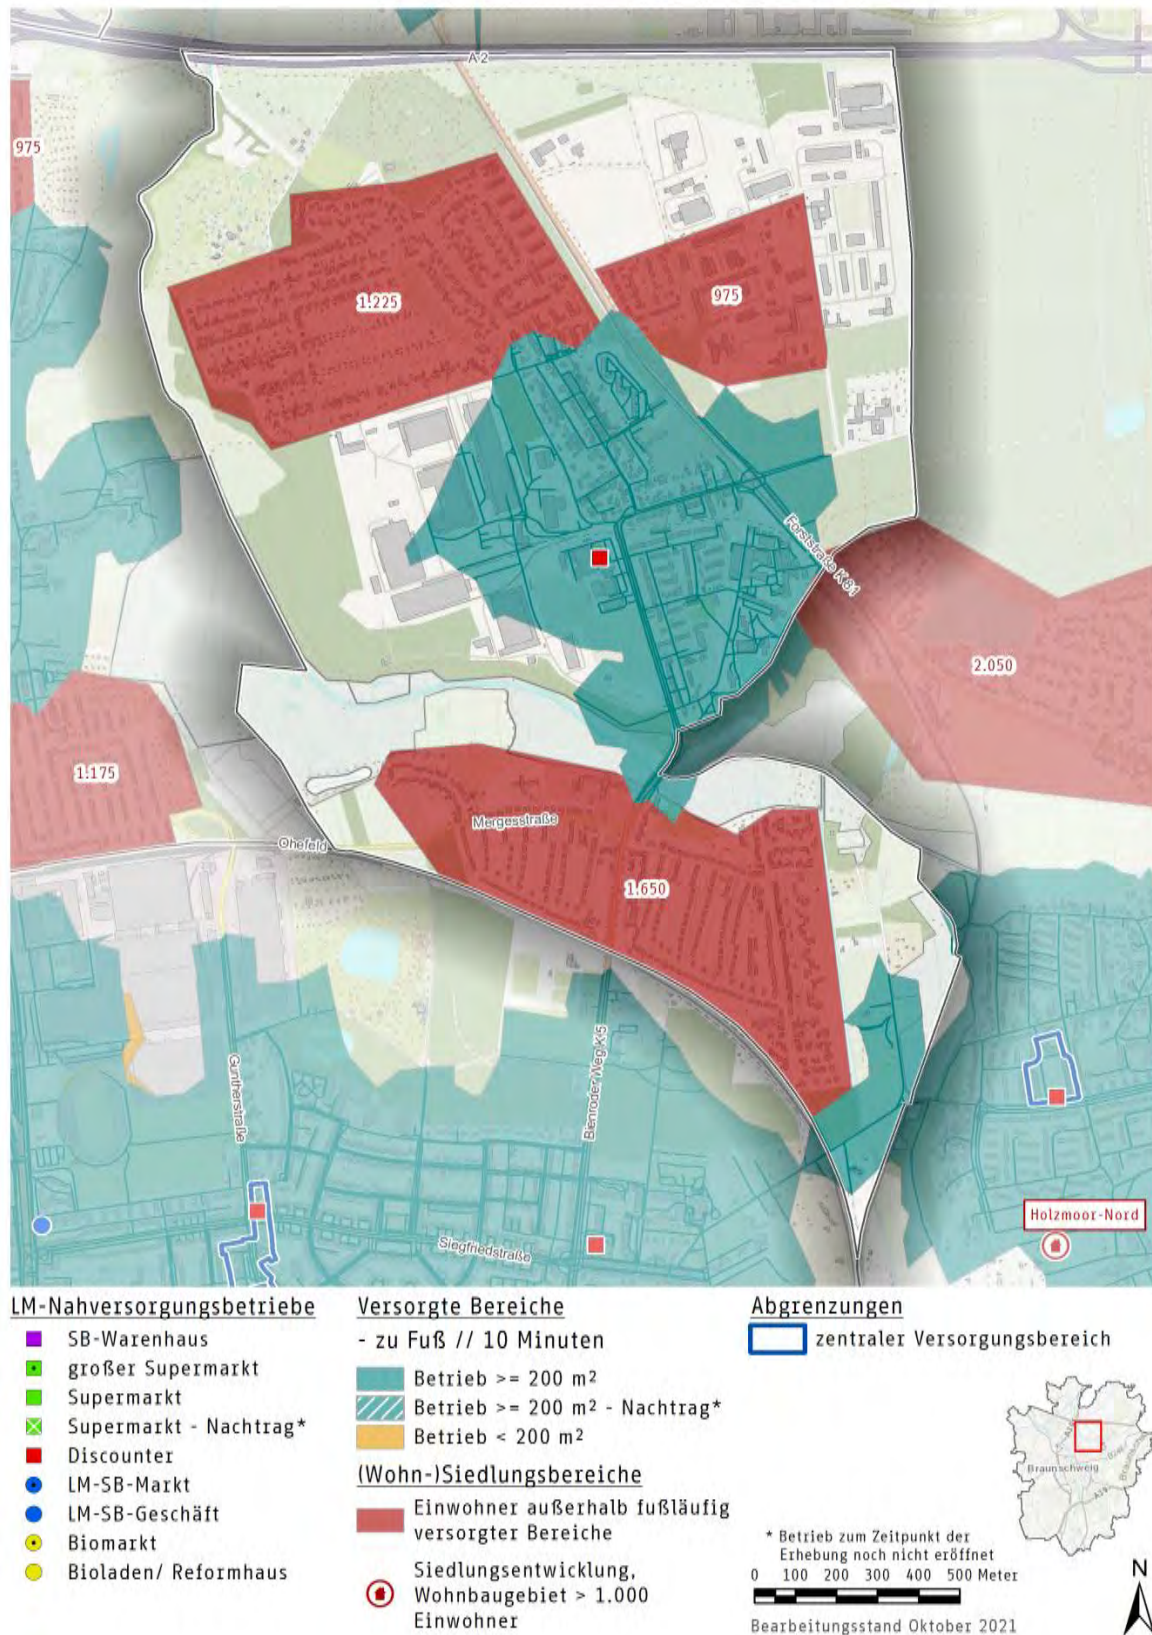 A 2
975
1.225
975
Forststraße K 81
2.050
1.175
Mergesstraße
Ohefeld
1.650
Guntherstraße
Bienroder Weg K 5
Siegfriedstraße
Holzmoor-Nord
LM-Nahversorgungsbetriebe
SB-Warenhaus
großer Supermarkt
Supermarkt
Supermarkt - Nachtrag*
Discounter
LM-SB-Markt
LM-SB-Geschäft
Biomarkt
Bioladen/ Reformhaus
Versorgte Bereiche
- zu Fuß // 10 Minuten
Betrieb >= 200 m²
Betrieb >= 200 m² - Nachtrag*
Betrieb < 200 m²
(Wohn-)Siedlungsbereiche
Einwohner außerhalb fußläufig
versorgter Bereiche
Siedlungsentwicklung,
Wohnbaugebiet > 1.000
Einwohner
Abgrenzungen
zentraler Versorgungsbereich
Braunschweig
* Betrieb zum Zeitpunkt der
Erhebung noch nicht eröffnet
0 100 200 300 400 500 Meter
Bearbeitungsstand Oktober 2021
N